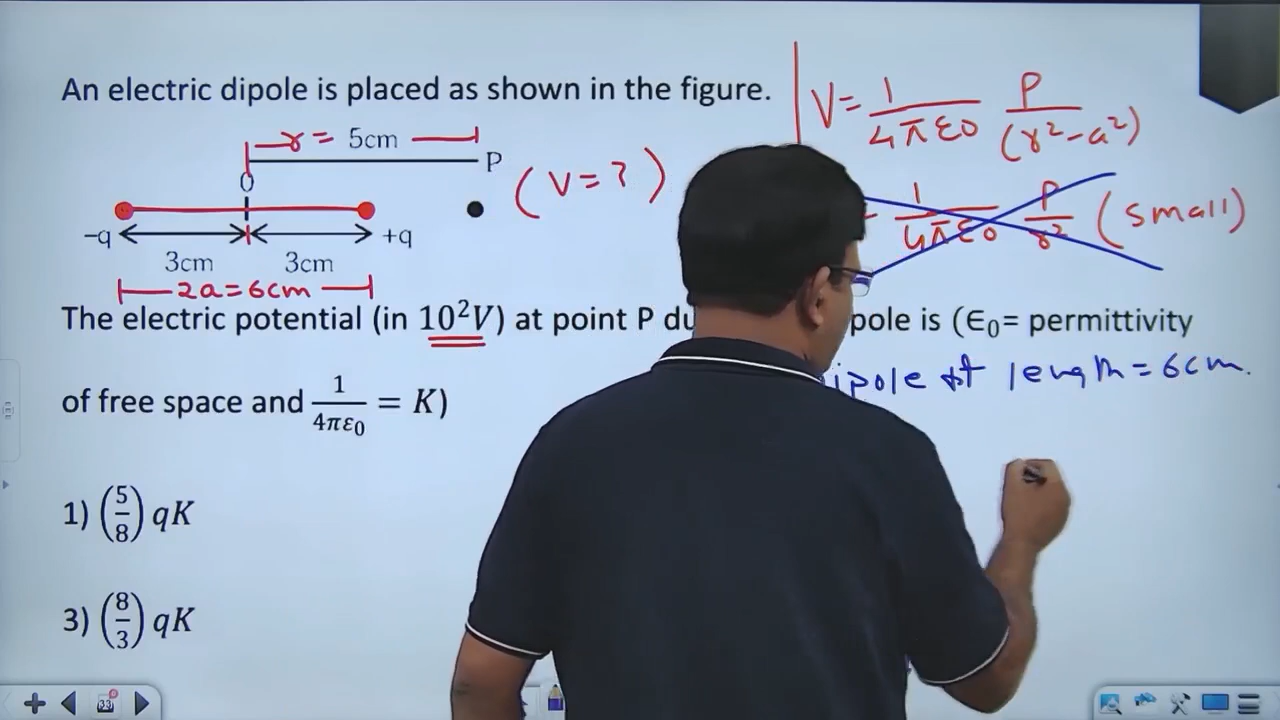 An electric dipole is placed as shown in the figure.
V = 1/4πε0 P/(r²-a²)
r = 5cm
P
(V = ?)
O
1/4πε0 P/r² (small)
-q
+q
3cm 3cm
2a = 6cm
The electric potential (in 10²V) at point P du pole is (Є₀= permittivity
ipole of length = 6cm.
of free space and 1/4πε₀ = K)
1) (5/8) qK
3) (8/3) qK
33